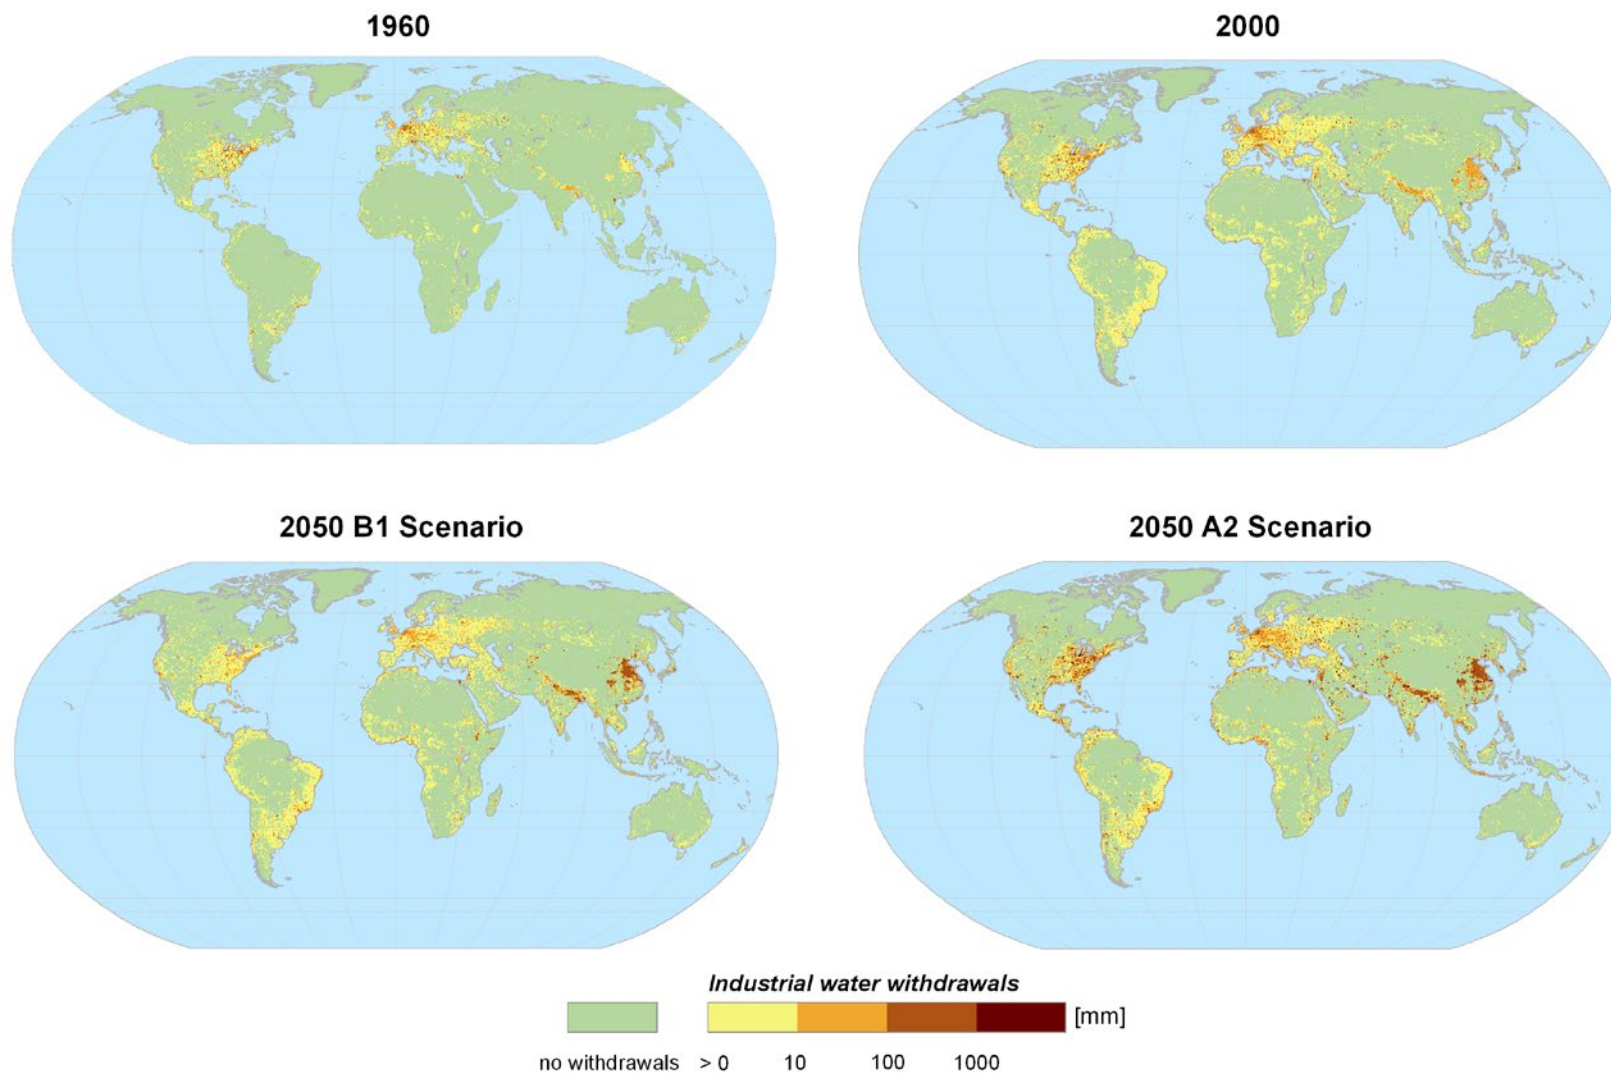 1960
2000
2050 B1 Scenario
2050 A2 Scenario
Industrial water withdrawals
[mm]
no withdrawals > 0 10 100 1000